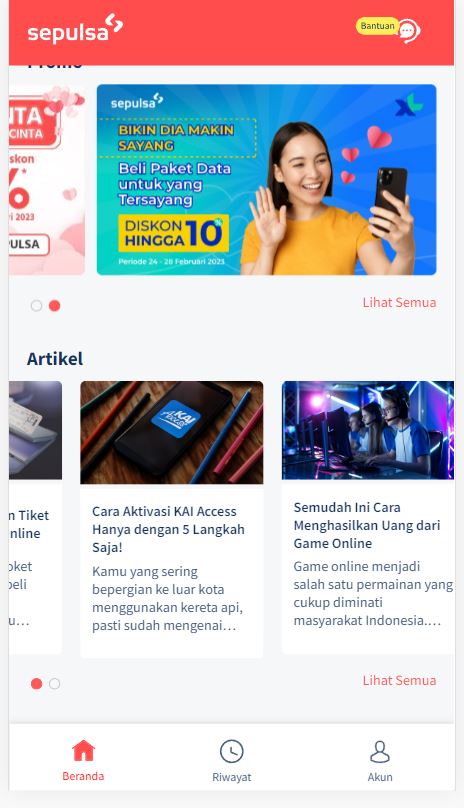 sepulsa
Bantuan
Promo
NTA
CINTA
skon
%*
ari 2023
PULSA
sepulsa
XL
BIKIN DIA MAKIN
SAYANG
Beli Paket Data
untuk yang
Tersayang
DISKON
HINGGA 10%
Periode 24 - 28 Februari 2023
Lihat Semua
Artikel
n Tiket
nline
oket
beli
u…
KAI
Access
Cara Aktivasi KAI Access
Hanya dengan 5 Langkah
Saja!
Kamu yang sering
bepergian ke luar kota
menggunakan kereta api,
pasti sudah mengenai…
Semudah Ini Cara
Menghasilkan Uang dari
Game Online
Game online menjadi
salah satu permainan yang
cukup diminati
masyarakat Indonesia.…
Lihat Semua
Beranda
Riwayat
Akun